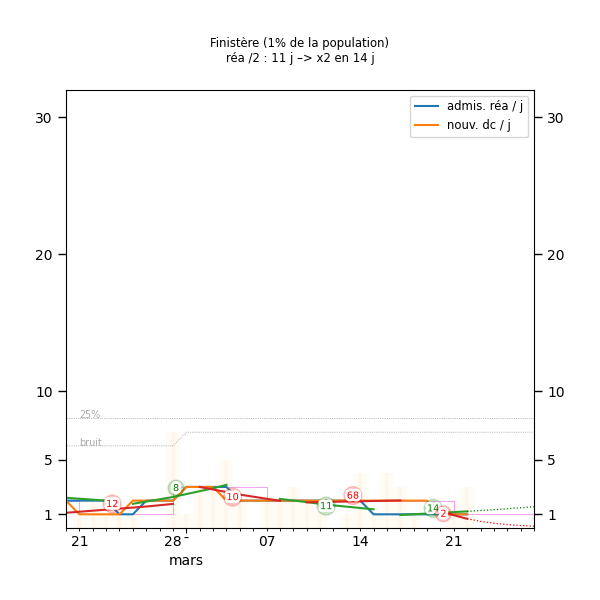 Finistère (1% de la population)
réa /2 : 11 j –> x2 en 14 j
admis. réa / j
nouv. dc / j
30 30
20 20
10 10
25%
bruit
5 5
12 8 10 11 68 14 2
1 1
21 28 07 14 21
mars